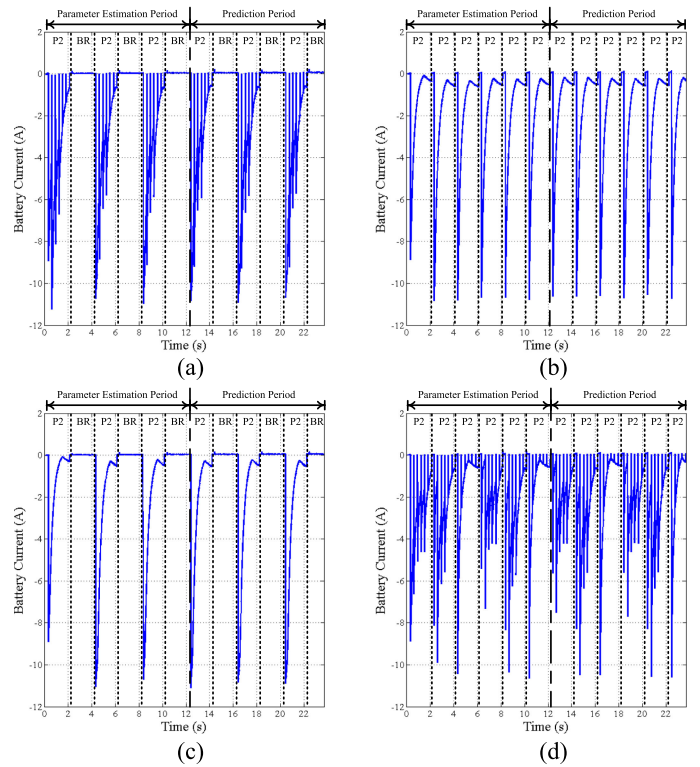 Parameter Estimation Period Prediction Period
P2 BR P2 BR P2 BR P2 BR P2 BR P2 BR
2
0
-2
-4
-6
-8
-10
-12
Battery Current (A)
0 2 4 6 8 10 12 14 16 18 20 22
Time (s)
(a)
Parameter Estimation Period Prediction Period
P2 P2 P2 P2 P2 P2 P2 P2 P2 P2 P2 P2
2
0
-2
-4
-6
-8
-10
-12
Battery Current (A)
0 2 4 6 8 10 12 14 16 18 20 22
Time (s)
(b)
Parameter Estimation Period Prediction Period
P2 BR P2 BR P2 BR P2 BR P2 BR P2 BR
2
0
-2
-4
-6
-8
-10
-12
Battery Current (A)
0 2 4 6 8 10 12 14 16 18 20 22
Time (s)
(c)
Parameter Estimation Period Prediction Period
P2 P2 P2 P2 P2 P2 P2 P2 P2 P2 P2 P2
2
0
-2
-4
-6
-8
-10
-12
Battery Current (A)
0 2 4 6 8 10 12 14 16 18 20 22
Time (s)
(d)